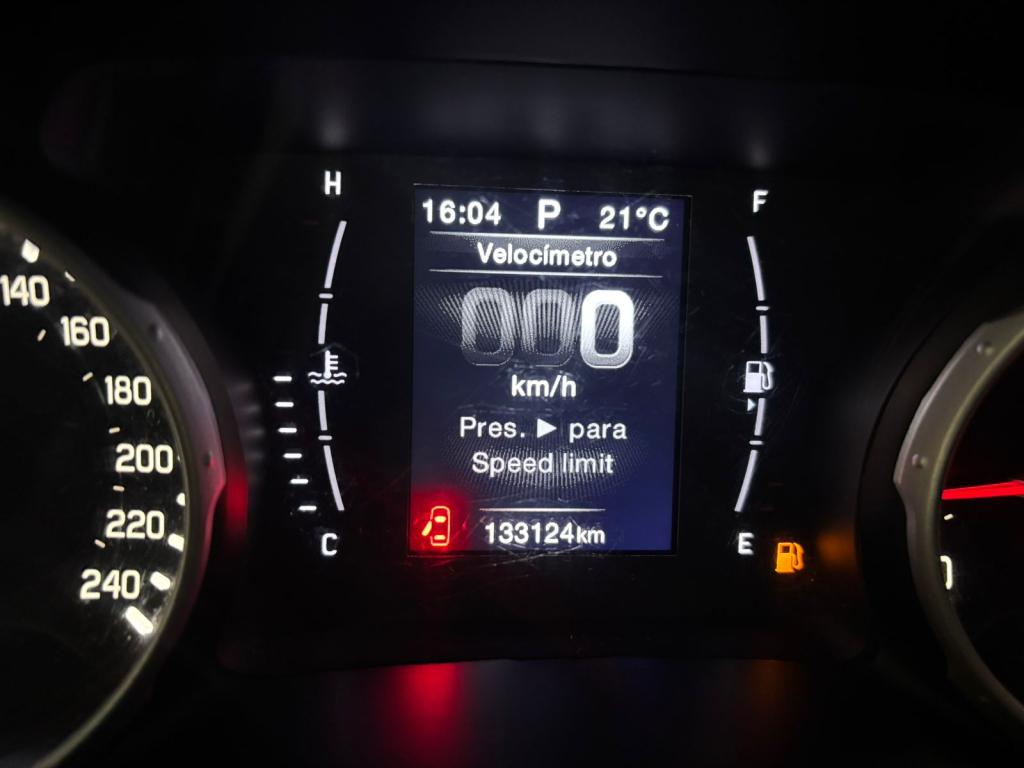 H
F
16:04 P 21°C
Velocímetro
000
km/h
Pres. ► para
Speed limit
133124km
C
E
140
160
180
200
220
240